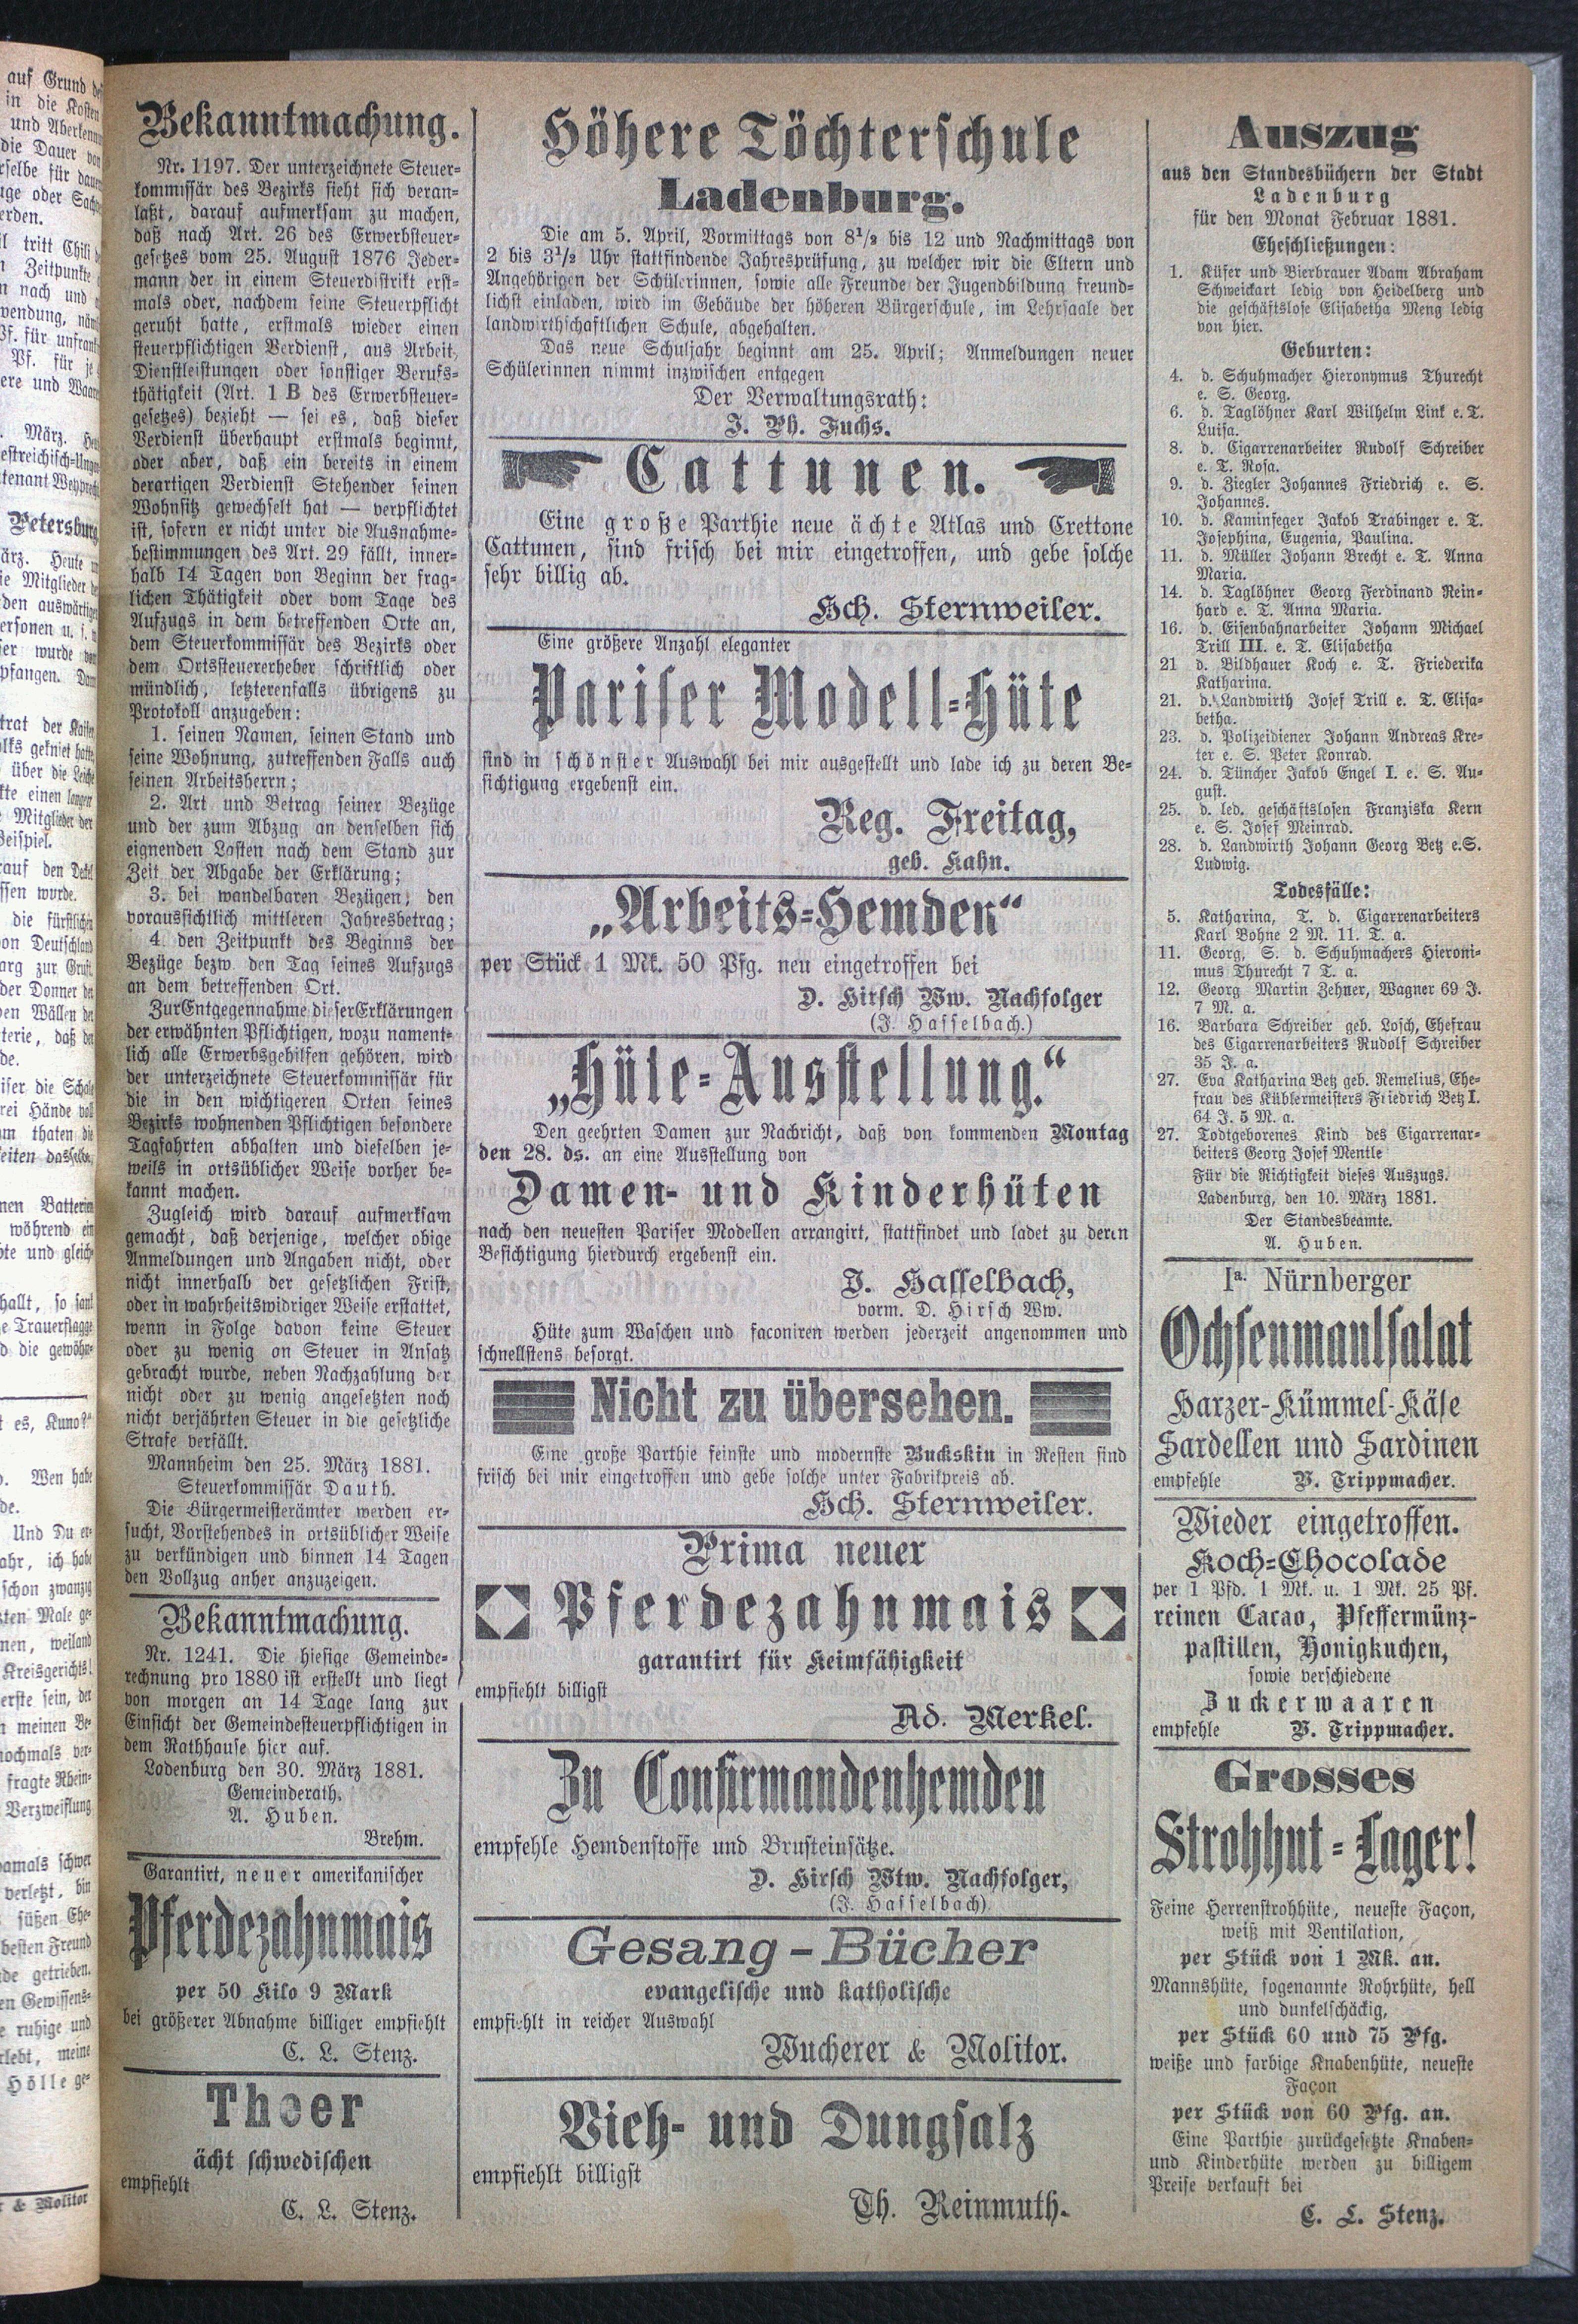 Bekanntmachung.
Nr. 1197. Der unterzeichnete Steuer-
kommissär des Bezirks sieht sich veran-
laßt, darauf aufmerksam zu machen,
daß nach Art. 26 des Erwerbsteuer-
gesetzes vom 25. August 1876 Jeder-
mann der in einem Steuerdistrikt erst-
mals oder, nachdem seine Steuerpflicht
geruht hatte, erstmals wieder einen
steuerpflichtigen Verdienst, aus Arbeit,
Dienstleistungen oder sonstiger Berufs-
thätigkeit (Art. 1 B des Erwerbsteuer-
gesetzes) bezieht — sei es, daß dieser
Verdienst überhaupt erstmals beginnt,
oder aber, daß ein bereits in einem
derartigen Verdienst Stehender seinen
Wohnsitz gewechselt hat — verpflichtet
ist, sofern er nicht unter die Ausnahme-
bestimmungen des Art. 29 fällt, inner-
halb 14 Tagen von Beginn der frag-
lichen Thätigkeit oder vom Tage des
Aufzugs in dem betreffenden Orte an,
dem Steuerkommissär des Bezirks oder
dem Ortssteuererheber schriftlich oder
mündlich, letzterenfalls übrigens zu
Protokoll anzugeben:
1. seinen Namen, seinen Stand und
seine Wohnung, zutreffenden Falls auch
seinen Arbeitsherrn;
2. Art und Betrag seiner Bezüge
und der zum Abzug an denselben sich
eignenden Lasten nach dem Stand zur
Zeit der Abgabe der Erklärung;
3. bei wandelbaren Bezügen, den
voraussichtlich mittleren Jahresbetrag;
4. den Zeitpunkt des Beginns der
Bezüge bezw. den Tag seines Aufzugs
an dem betreffenden Ort.
Zur Entgegennahme dieser Erklärungen
der erwähnten Pflichtigen, wozu nament-
lich alle Erwerbsgehilfen gehören, wird
der unterzeichnete Steuerkommissär für
die in den wichtigeren Orten seines
Bezirks wohnenden Pflichtigen besondere
Tagfahrten abhalten und dieselben je-
weils in ortsüblicher Weise vorher be-
kannt machen.
Zugleich wird darauf aufmerksam
gemacht, daß derjenige, welcher obige
Anmeldungen und Angaben nicht, oder
nicht innerhalb der gesetzlichen Frist,
oder in wahrheitswidriger Weise erstattet,
wenn in Folge davon keine Steuer
oder zu wenig an Steuer in Ansatz
gebracht wurde, neben Nachzahlung der
nicht oder zu wenig angesetzten noch
nicht verjährten Steuer in die gesetzliche
Strafe verfällt.
Mannheim den 25. März 1881.
Steuerkommissär Dauth.
Die Bürgermeisterämter werden er-
sucht, Vorstehendes in ortsüblicher Weise
zu verkündigen und binnen 14 Tagen
den Vollzug anher anzuzeigen.
Bekanntmachung.
Nr. 1241. Die hiesige Gemeinde-
rechnung pro 1880 ist erstellt und liegt
von morgen an 14 Tage lang zur
Einsicht der Gemeindesteuerpflichtigen in
dem Rathhause hier auf.
Ladenburg den 30. März 1881.
Gemeinderath.
A. Huben.
Brehm.
Garantirt, neuer amerikanischer
Pferdezahnmais
per 50 Kilo 9 Mark
bei größerer Abnahme billiger empfiehlt
C. L. Stenz.
Theer
ächt schwedischen
empfiehlt
C. L. Stenz.
Höhere Töchterschule
Ladenburg.
Die am 5. April, Vormittags von 8½ bis 12 und Nachmittags von
2 bis 3½ Uhr stattfindende Jahresprüfung, zu welcher wir die Eltern und
Angehörigen der Schülerinnen, sowie alle Freunde der Jugendbildung freund-
lichst einladen, wird im Gebäude der höheren Bürgerschule, im Lehrsaale der
landwirthschaftlichen Schule, abgehalten.
Das neue Schuljahr beginnt am 25. April; Anmeldungen neuer
Schülerinnen nimmt inzwischen entgegen
Der Verwaltungsrath:
J. Ph. Fuchs.
Cattunen.
Eine große Parthie neue ächte Atlas und Crettone
Cattunen, sind frisch bei mir eingetroffen, und gebe solche
sehr billig ab.
Hch. Sternweiler.
Eine größere Anzahl eleganter
Pariser Modell-Hüte
sind in schönster Auswahl bei mir ausgestellt und lade ich zu deren Be-
sichtigung ergebenst ein.
Reg. Freitag,
geb. Kahn.
„Arbeits-Hemden“
per Stück 1 Mk. 50 Pfg. neu eingetroffen bei
D. Hirsch Ww. Nachfolger
(J. Hasselbach.)
„Hüte-Ausstellung.“
Den geehrten Damen zur Nachricht, daß von kommenden Montag
den 28. ds. an eine Ausstellung von
Damen- und Kinderhüten
nach den neuesten Pariser Modellen arrangirt, stattfindet und ladet zu deren
Besichtigung hierdurch ergebenst ein.
J. Hasselbach,
vorm. D. Hirsch Ww.
Hüte zum Waschen und faconiren werden jederzeit angenommen und
schnellstens besorgt.
Nicht zu übersehen.
Eine große Parthie feinste und modernste Buckskin in Resten sind
frisch bei mir eingetroffen und gebe solche unter Fabrikpreis ab.
Hch. Sternweiler.
Prima neuer
Pferdezahnmais
garantirt für Keimfähigkeit
empfiehlt billigst
Ad. Merkel.
Zu Confirmandenhemden
empfehle Hemdenstoffe und Brusteinsätze.
D. Hirsch Wtw. Nachfolger,
(J. Hasselbach)
Gesang-Bücher
evangelische und katholische
empfiehlt in reicher Auswahl
Wucherer & Molitor.
Vieh- und Dungsalz
empfiehlt billigst
Th. Reinmuth.
Auszug
aus den Standesbüchern der Stadt
Ladenburg
für den Monat Februar 1881.
Eheschließungen:
1. Küfer und Bierbrauer Adam Abraham
Schweickart ledig von Heidelberg und
die geschäftslose Elisabetha Meng ledig
von hier.
Geburten:
4. d. Schuhmacher Hieronymus Thurecht
e. S. Georg.
6. d. Taglöhner Karl Wilhelm Link e. T.
Luisa.
8. d. Cigarrenarbeiter Rudolf Schreiber
e. T. Rosa.
9. d. Ziegler Johannes Friedrich e. S.
Johannes.
10. d. Kaminfeger Jakob Trabinger e. T.
Josephina, Eugenia, Paulina.
11. d. Müller Johann Brecht e. T. Anna
Maria.
14. d. Taglöhner Georg Ferdinand Rein-
hard e. T. Anna Maria.
16. d. Eisenbahnarbeiter Johann Michael
Trill III. e. T. Elisabetha
21 d. Bildhauer Koch e. T. Friederika
Katharina.
21. d. Landwirth Josef Trill e. T. Elisa-
betha.
23. d. Polizeidiener Johann Andreas Kre-
ter e. S. Peter Konrad.
24. d. Tüncher Jakob Engel I. e. S. Au-
gust.
25. d. led. geschäftslosen Franziska Kern
e. S. Josef Meinrad.
28. d. Landwirth Johann Georg Betz e. S.
Ludwig.
Todesfälle:
5. Katharina, T. d. Cigarrenarbeiters
Karl Bohne 2 M. 11. T. a.
11. Georg, S. d. Schuhmachers Hieroni-
mus Thurecht 7 T. a.
12. Georg Martin Zehner, Wagner 69 J.
7 M. a.
16. Barbara Schreiber geb. Losch, Ehefrau
des Cigarrenarbeiters Rudolf Schreiber
35 J. a.
27. Eva Katharina Betz geb. Remelius, Ehe-
frau des Küblermeisters Friedrich Betz I.
64 J. 5 M. a.
27. Todtgeborenes Kind des Cigarrenar-
beiters Georg Josef Mentle
Für die Richtigkeit dieses Auszugs.
Ladenburg, den 10. März 1881.
Der Standesbeamte.
A. Huben.
Ia. Nürnberger
Ochsenmaulsalat
Harzer-Kümmel-Käse
Sardellen und Sardinen
empfehle B. Trippmacher.
Wieder eingetroffen.
Koch-Chocolade
per 1 Pfd. 1 Mk. u. 1 Mk. 25 Pf.
reinen Cacao, Pfeffermünz-
pastillen, Honigkuchen,
sowie verschiedene
Zuckerwaaren
empfehle B. Trippmacher.
Grosses
Strohhut-Lager!
Feine Herrenstrohhüte, neueste Façon,
weiß mit Ventilation,
per Stück von 1 Mk. an.
Mannshüte, sogenannte Rohrhüte, hell
und dunkelschäckig,
per Stück 60 und 75 Pfg.
weiße und farbige Knabenhüte, neueste
Façon
per Stück von 60 Pfg. an.
Eine Parthie zurückgesetzte Knaben-
und Kinderhüte werden zu billigem
Preise verkauft bei
C. L. Stenz.